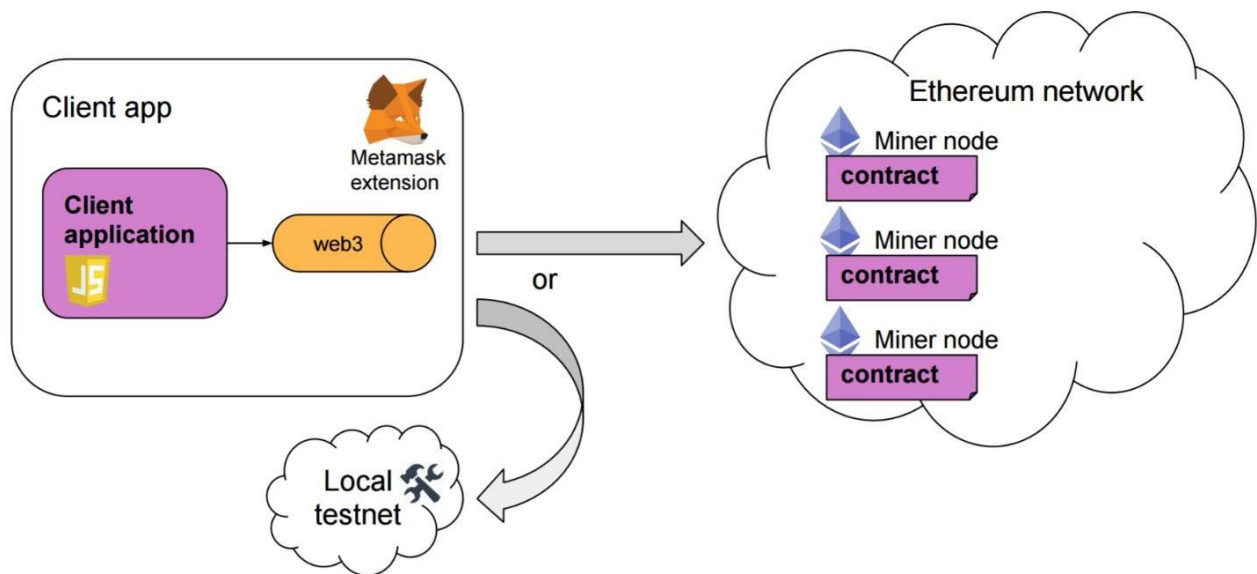 Client app
Metamask
extension
Client
application
JS
web3
or
Local
testnet
Ethereum network
Miner node
contract
Miner node
contract
Miner node
contract